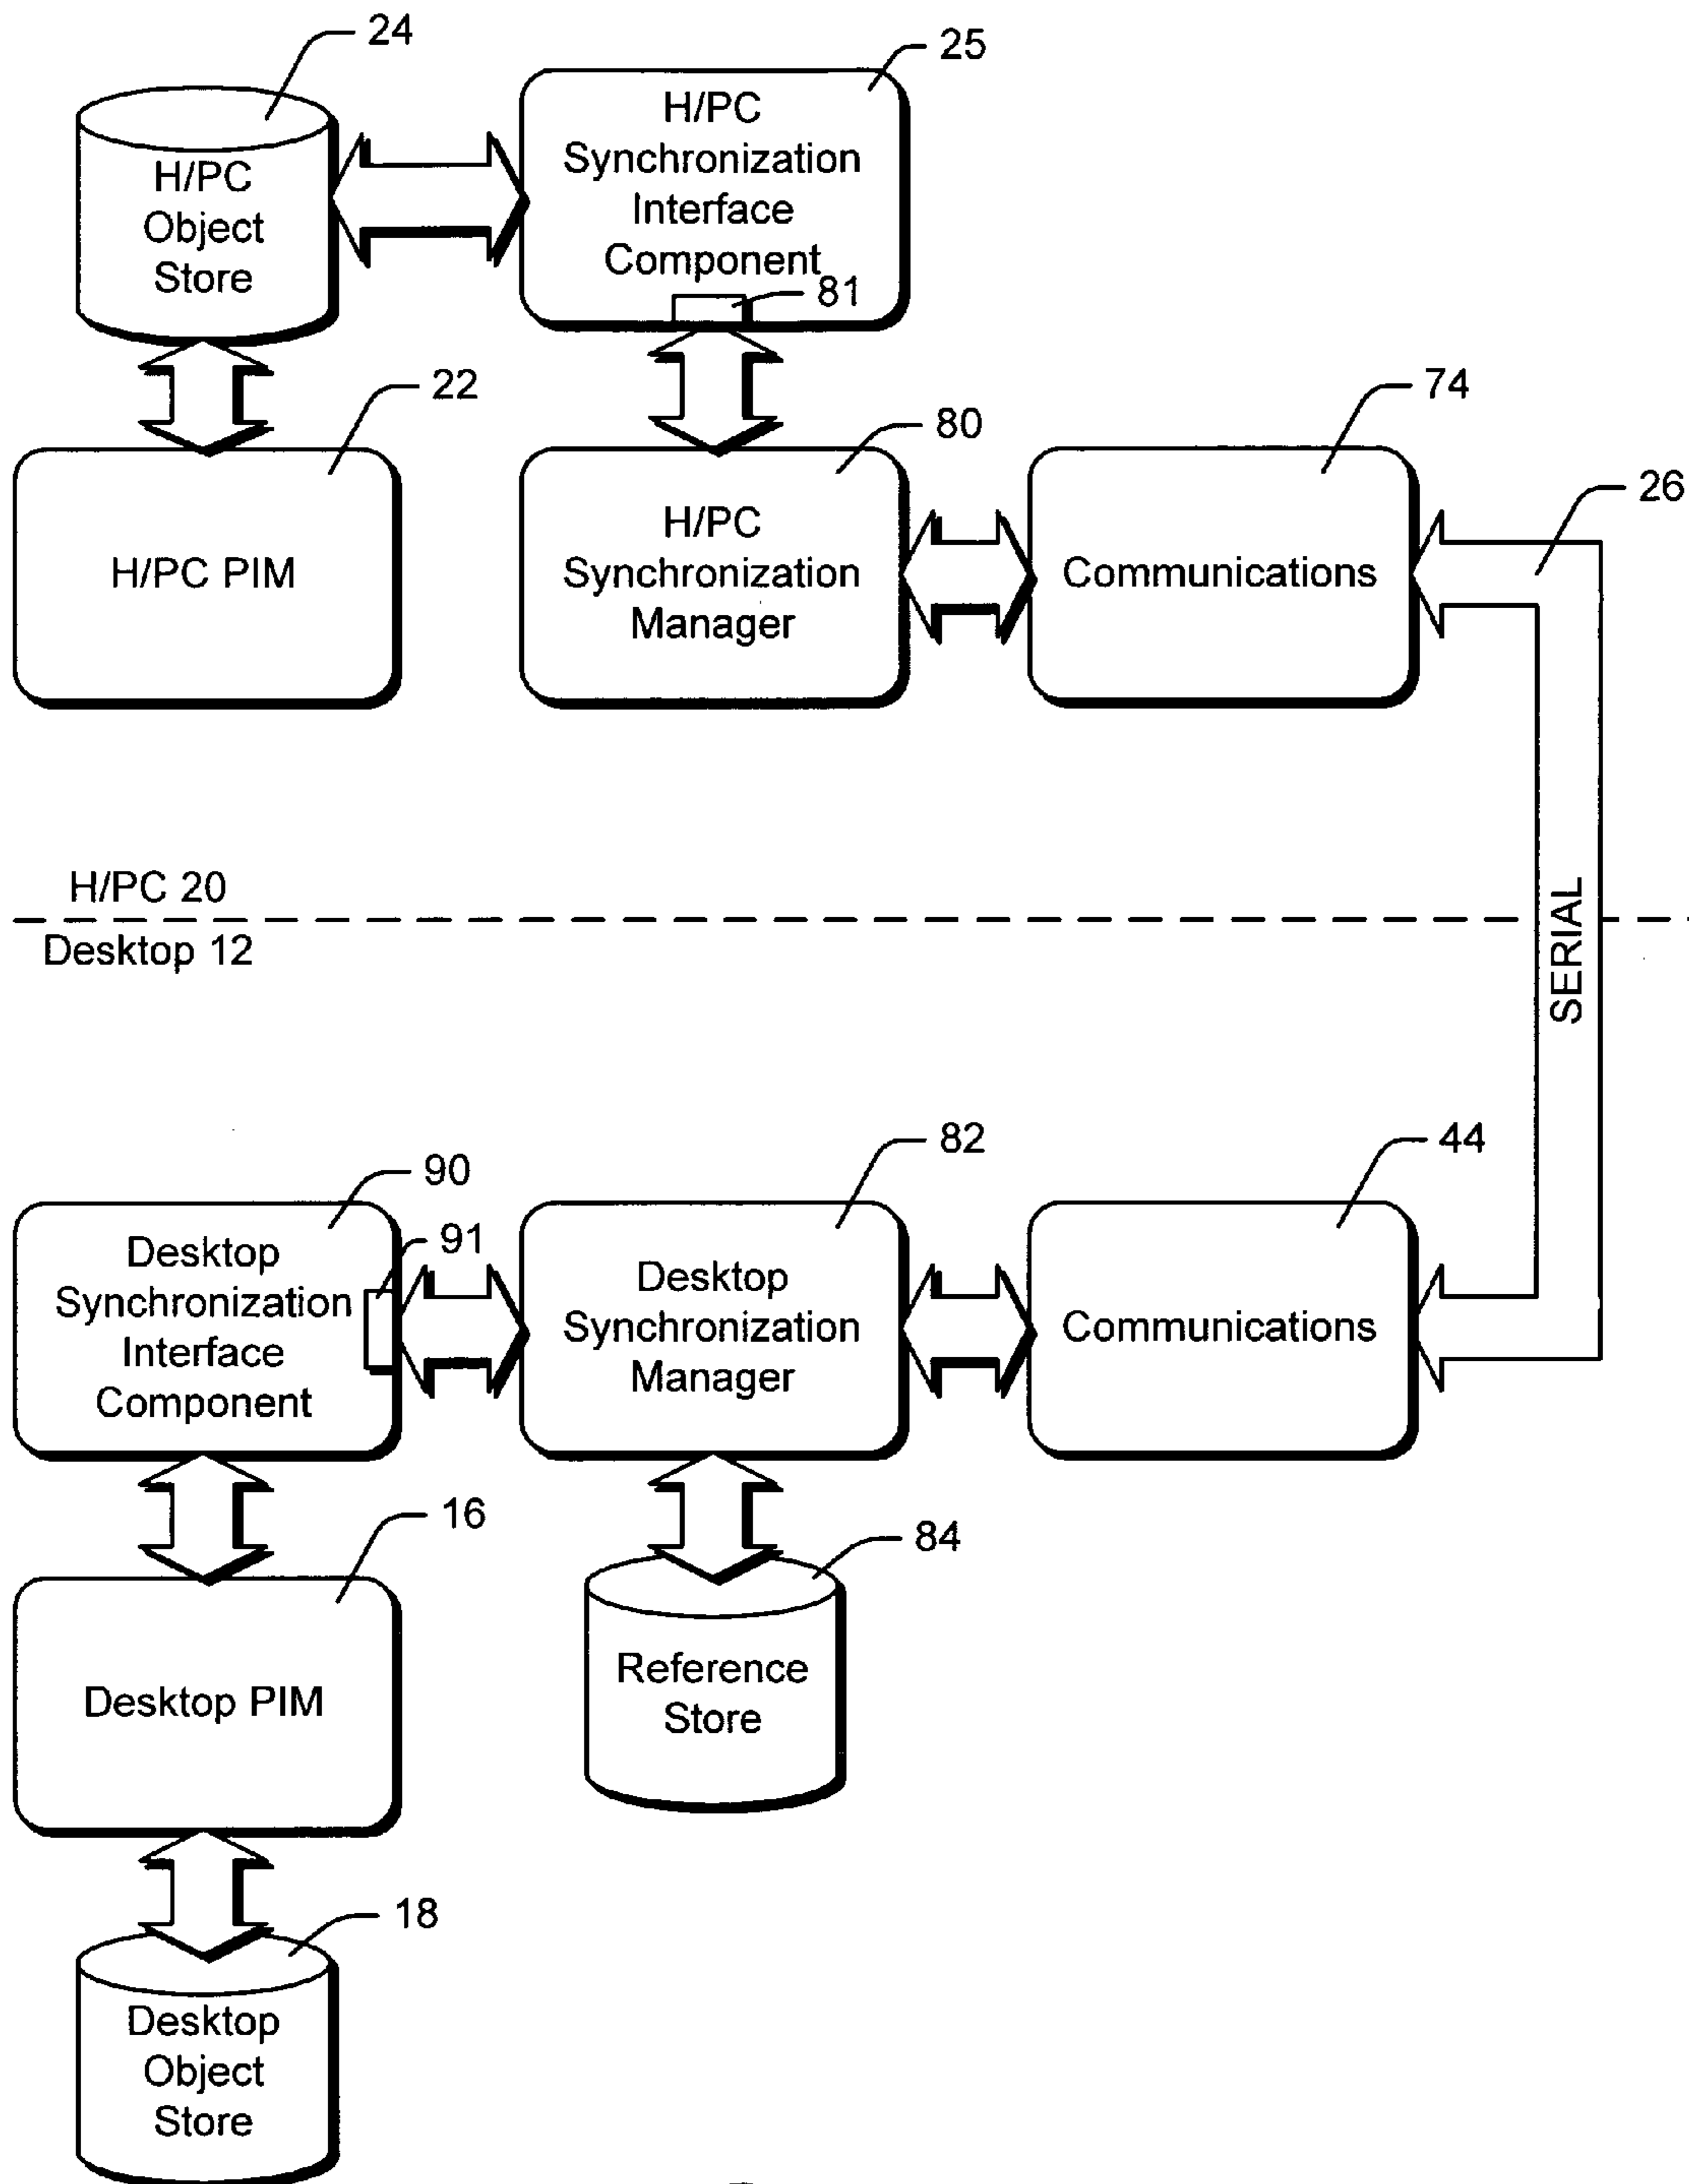 24
25
H/PC
Object
Store
H/PC
Synchronization
Interface
Component
81
22
80
74
26
H/PC PIM
H/PC
Synchronization
Manager
Communications
H/PC 20
Desktop 12
SERIAL
90
82
44
91
Desktop
Synchronization
Interface
Component
Desktop
Synchronization
Manager
Communications
16
84
Desktop PIM
Reference
Store
18
Desktop
Object
Store